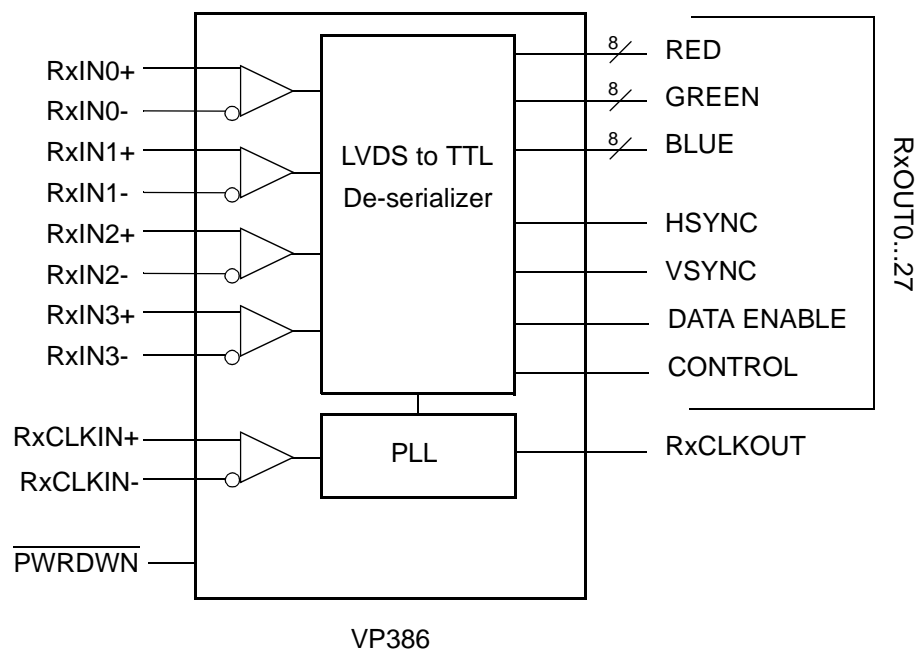 RxIN0+
RxIN0-
RxIN1+
RxIN1-
RxIN2+
RxIN2-
RxIN3+
RxIN3-
RxCLKIN+
RxCLKIN-
PWRDWN
LVDS to TTL
De-serializer
PLL
8 RED
8 GREEN
8 BLUE
HSYNC
VSYNC
DATA ENABLE
CONTROL
RxCLKOUT
RxOUT0...27
VP386